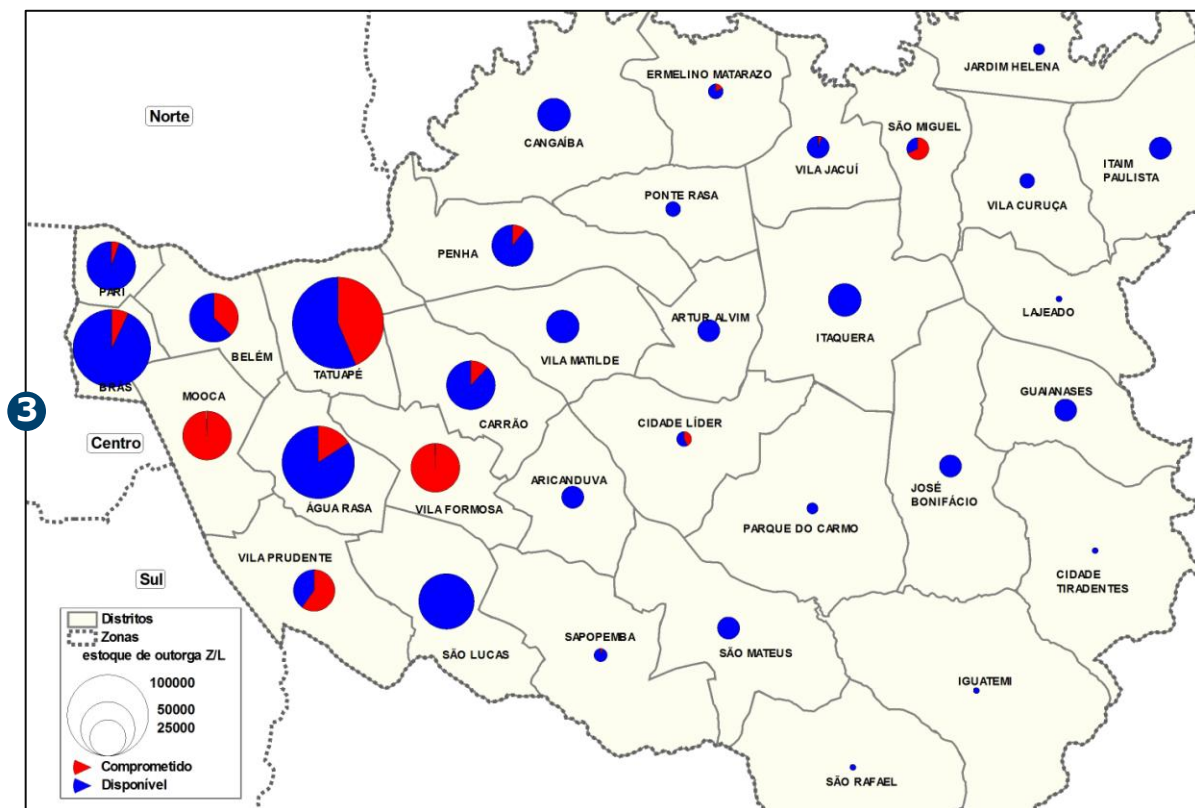 JARDIM HELENA
ERMELINO MATARAZO
Norte
CANGAÍBA
SÃO MIGUEL
VILA JACUÍ
ITAIM
PAULISTA
PONTE RASA
VILA CURUÇA
PENHA
PARI
LAJEADO
ARTUR ALVIM
ITAQUERA
BELÉM
VILA MATILDE
TATUAPÉ
BRÁS
MOOCA
GUAIANASES
3
CARRÃO
CIDADE LÍDER
Centro
ARICANDUVA
JOSÉ
BONIFÁCIO
ÁGUA RASA
VILA FORMOSA
PARQUE DO CARMO
VILA PRUDENTE
CIDADE
TIRADENTES
Sul
SAPOPEMBA
SÃO LUCAS
SÃO MATEUS
IGUATEMI
SÃO RAFAEL
Distritos
Zonas
estoque de outorga Z/L
100000
50000
25000
Comprometido
Disponível